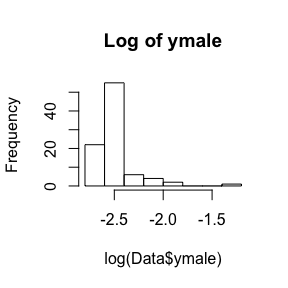 Log of ymale
Frequency
40
20
0
-2.5 -2.0 -1.5
log(Data$ymale)